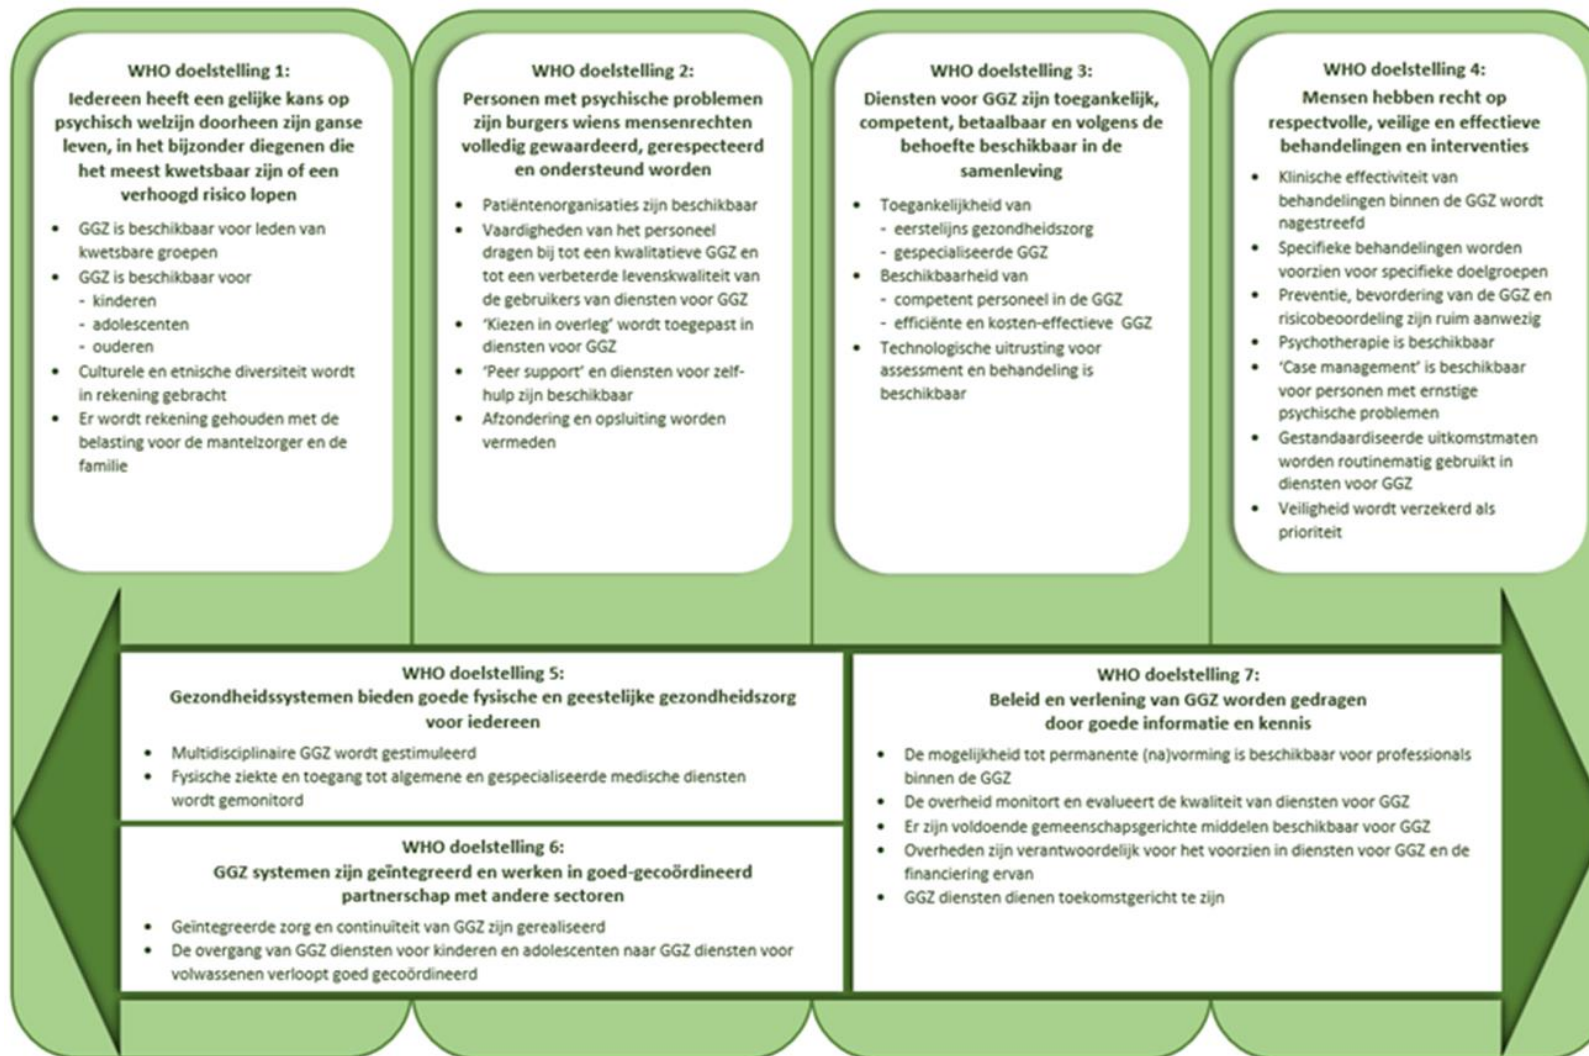 WHO doelstelling 1:
Iedereen heeft een gelijke kans op
psychisch welzijn doorheen zijn ganse
leven, in het bijzonder diegenen die
het meest kwetsbaar zijn of een
verhoogd risico lopen
• GGZ is beschikbaar voor leden van
kwetsbare groepen
• GGZ is beschikbaar voor
- kinderen
- adolescenten
- ouderen
• Culturele en etnische diversiteit wordt
in rekening gebracht
• Er wordt rekening gehouden met de
belasting voor de mantelzorger en de
familie
WHO doelstelling 2:
Personen met psychische problemen
zijn burgers wiens mensenrechten
volledig gewaardeerd, gerespecteerd
en ondersteund worden
• Patiëntenorganisaties zijn beschikbaar
• Vaardigheden van het personeel
dragen bij tot een kwalitatieve GGZ en
tot een verbeterde levenskwaliteit van
de gebruikers van diensten voor GGZ
• 'Kiezen in overleg' wordt toegepast in
diensten voor GGZ
• 'Peer support' en diensten voor zelf-
hulp zijn beschikbaar
• Afzondering en opsluiting worden
vermeden
WHO doelstelling 3:
Diensten voor GGZ zijn toegankelijk,
competent, betaalbaar en volgens de
behoefte beschikbaar in de
samenleving
• Toegankelijkheid van
- eerstelijns gezondheidszorg
- gespecialiseerde GGZ
• Beschikbaarheid van
- competent personeel in de GGZ
- efficiënte en kosten-effectieve GGZ
• Technologische uitrusting voor
assessment en behandeling is
beschikbaar
WHO doelstelling 4:
Mensen hebben recht op
respectvolle, veilige en effectieve
behandelingen en interventies
• Klinische effectiviteit van
behandelingen binnen de GGZ wordt
nagestreefd
• Specifieke behandelingen worden
voorzien voor specifieke doelgroepen
• Preventie, bevordering van de GGZ en
risicobeoordeling zijn ruim aanwezig
• Psychotherapie is beschikbaar
• 'Case management' is beschikbaar
voor personen met ernstige
psychische problemen
• Gestandaardiseerde uitkomstmaten
worden routinematig gebruikt in
diensten voor GGZ
• Veiligheid wordt verzekerd als
prioriteit
WHO doelstelling 5:
Gezondheidssystemen bieden goede fysische en geestelijke gezondheidszorg
voor iedereen
• Multidisciplinaire GGZ wordt gestimuleerd
• Fysische ziekte en toegang tot algemene en gespecialiseerde medische diensten
wordt gemonitord
WHO doelstelling 6:
GGZ systemen zijn geïntegreerd en werken in goed-gecoördineerd
partnerschap met andere sectoren
• Geïntegreerde zorg en continuïteit van GGZ zijn gerealiseerd
• De overgang van GGZ diensten voor kinderen en adolescenten naar GGZ diensten voor
volwassenen verloopt goed gecoördineerd
WHO doelstelling 7:
Beleid en verlening van GGZ worden gedragen
door goede informatie en kennis
• De mogelijkheid tot permanente (na)vorming is beschikbaar voor professionals
binnen de GGZ
• De overheid monitort en evalueert de kwaliteit van diensten voor GGZ
• Er zijn voldoende gemeenschapsgerichte middelen beschikbaar voor GGZ
• Overheden zijn verantwoordelijk voor het voorzien in diensten voor GGZ en de
financiering ervan
• GGZ diensten dienen toekomstgericht te zijn